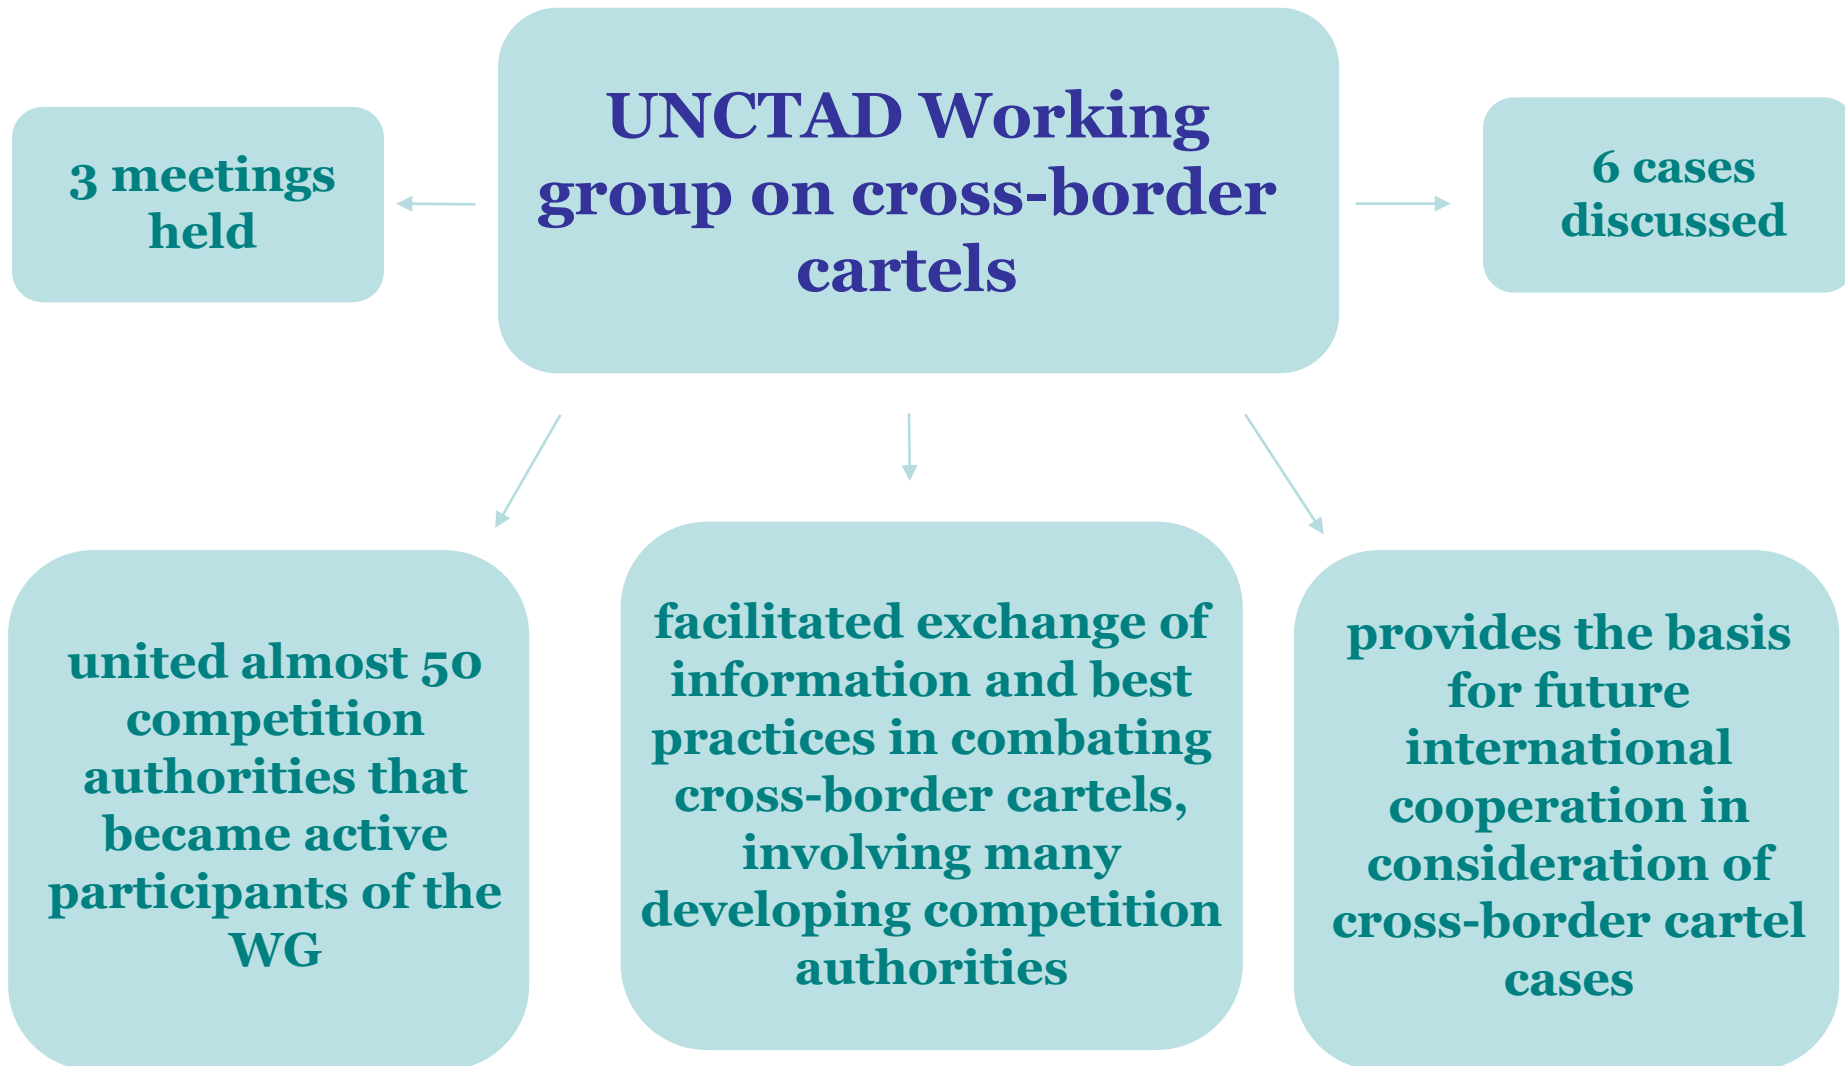 UNCTAD Working
group on cross-border
cartels
3 meetings
held
6 cases
discussed
united almost 50
competition
authorities that
became active
participants of the
WG
facilitated exchange of
information and best
practices in combating
cross-border cartels,
involving many
developing competition
authorities
provides the basis
for future
international
cooperation in
consideration of
cross-border cartel
cases